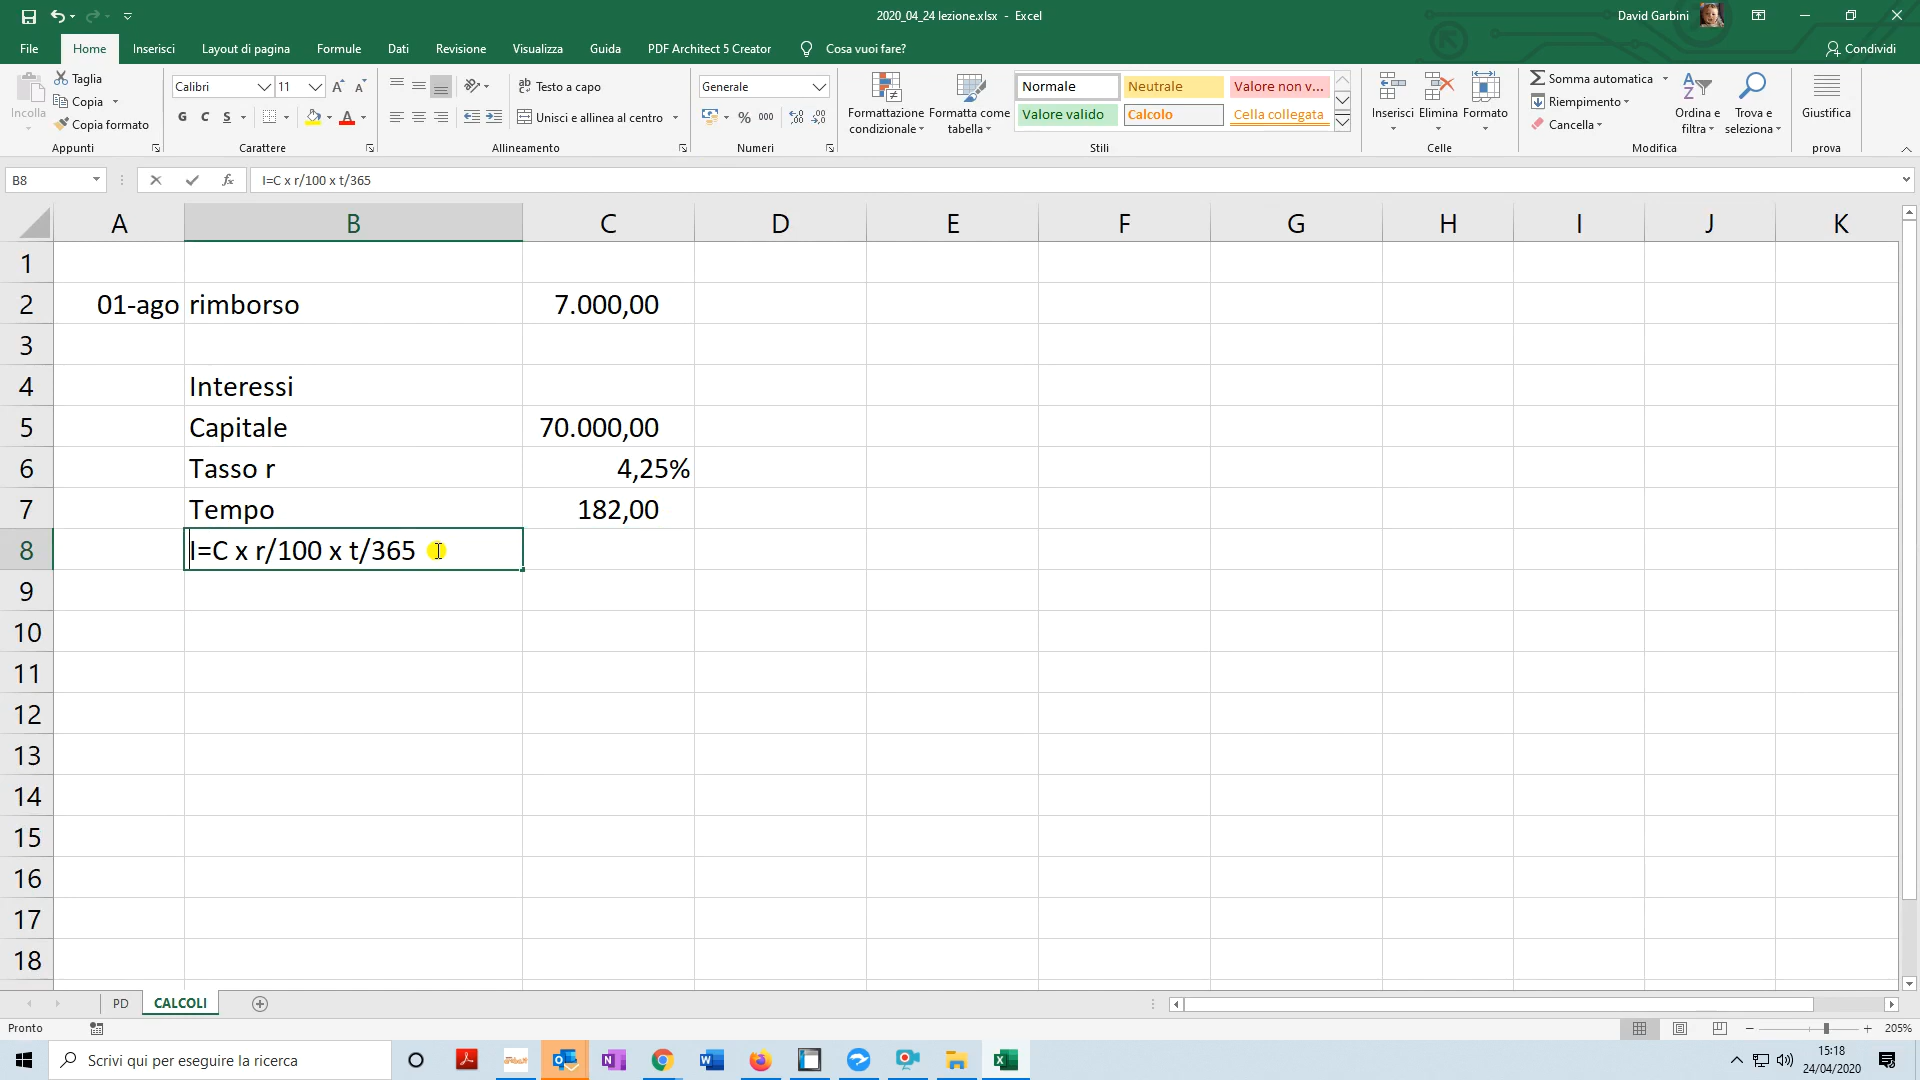 2020_04_24 lezione.xlsx - Excel
David Garbini
File Home Inserisci Layout di pagina Formule Dati Revisione Visualizza Guida PDF Architect 5 Creator Cosa vuoi fare? Condividi
Incolla
Taglia
Copia
Copia formato
Appunti
Calibri 11
G C S
Carattere
Testo a capo
Unisci e allinea al centro
Allineamento
Generale
% 000
Numeri
Formattazione condizionale
Formatta come tabella
Normale Neutrale Valore non v...
Valore valido Calcolo Cella collegata
Stili
Inserisci Elimina Formato
Celle
Somma automatica
Riempimento
Cancella
Ordina e filtra
Trova e seleziona
Modifica
Giustifica
prova
B8 fx I=C x r/100 x t/365
A B C D E F G H I J K
1
2 01-ago rimborso 7.000,00
3
4 Interessi
5 Capitale 70.000,00
6 Tasso r 4,25%
7 Tempo 182,00
8 I=C x r/100 x t/365
9
10
11
12
13
14
15
16
17
18
PD CALCOLI
Pronto 205%
Scrivi qui per eseguire la ricerca
15:18
24/04/2020